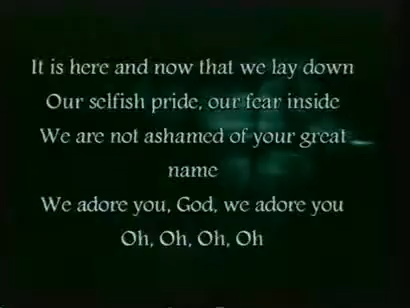 It is here and now that we lay down
Our selfish pride, our fear inside
We are not ashamed of your great
name
We adore you, God, we adore you
Oh, Oh, Oh, Oh